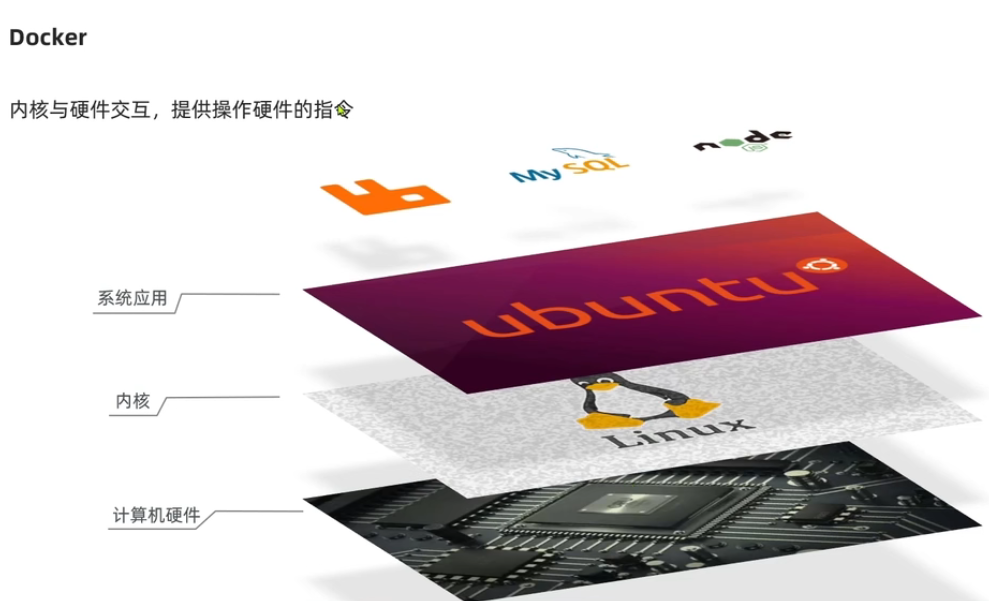 Docker
内核与硬件交互，提供操作硬件的指令
node
JS
MySQL
系统应用
ubuntu
内核
Linux
计算机硬件